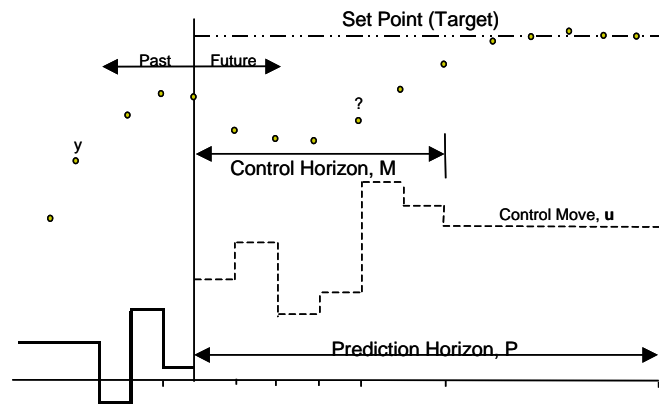 Set Point (Target)
Past
Future
?
y
Control Horizon, M
Control Move, u
Prediction Horizon, P